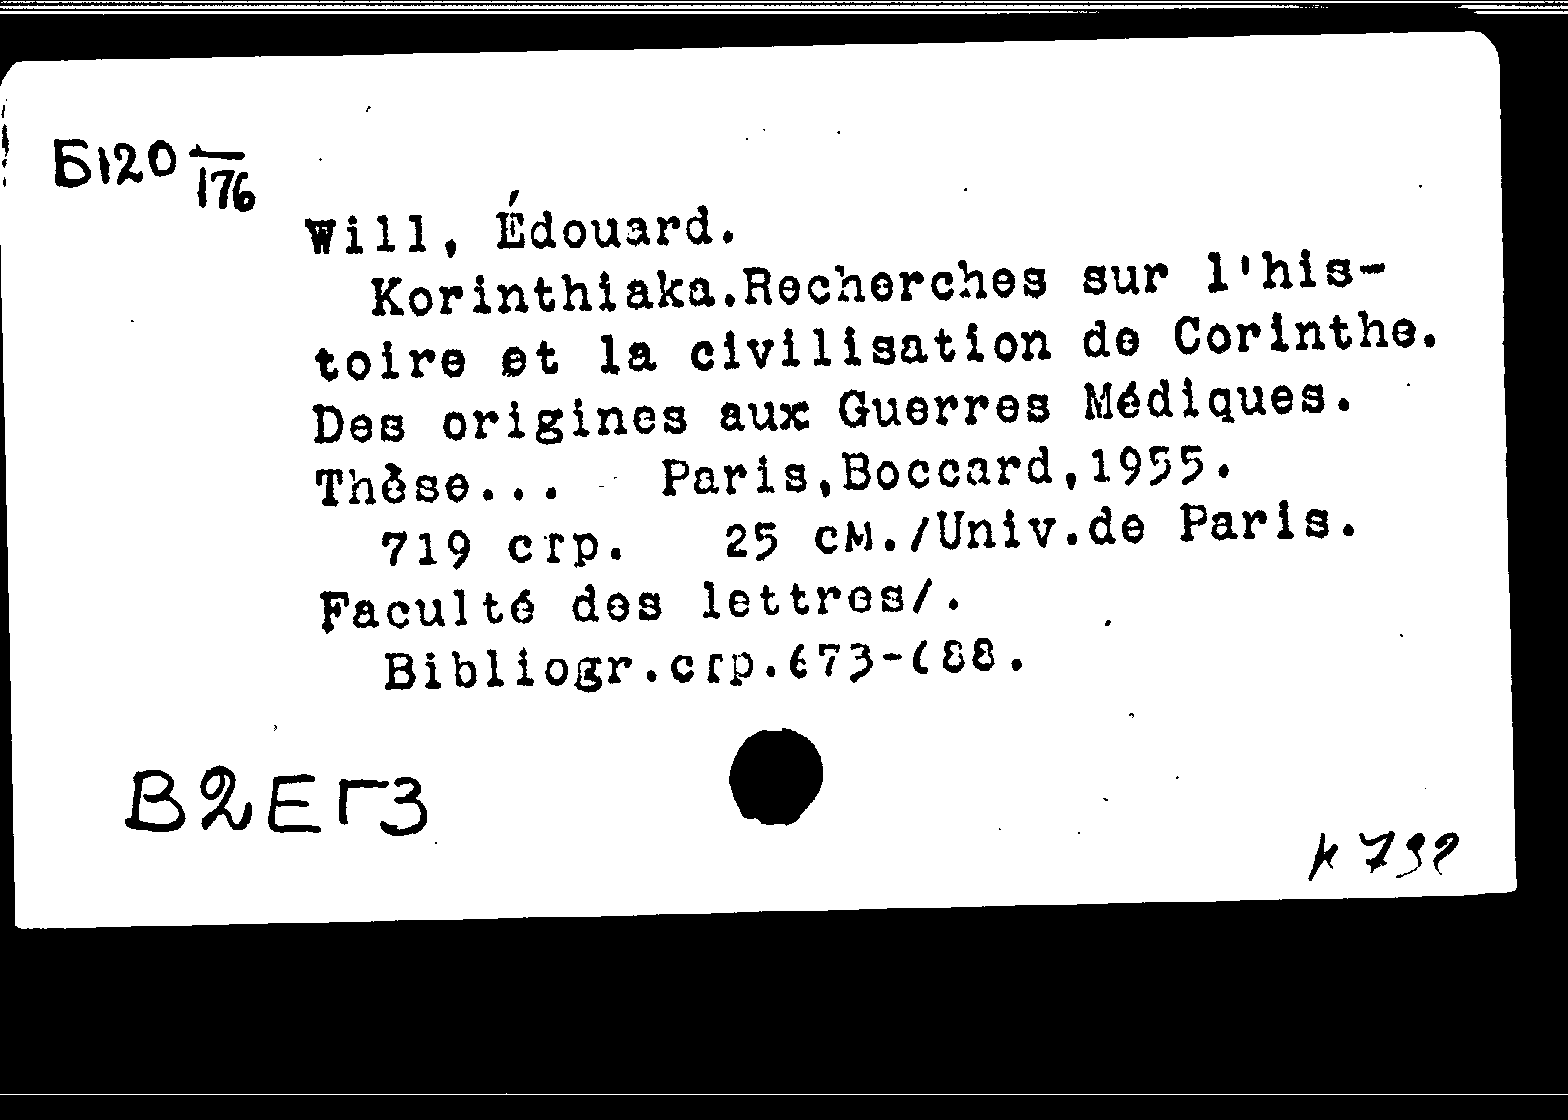 Б120 —/176
Will, Édouard.
Korinthiaka.Recherches sur l'his-
toire et la civilisation de Corinthe.
Des origines aux Guerres Médiques.
Thèse... Paris,Boccard,1955.
719 стр. 25 см./Univ.de Paris.
Faculté des lettres/.
Bibliogr.стр.673-688.
В2ЕГ3